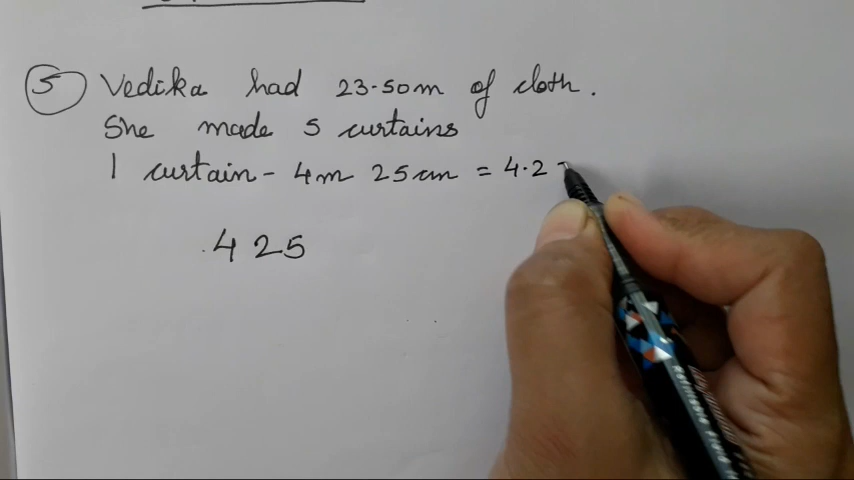 5 Vedika had 23.50m of cloth.
She made 5 curtains
1 curtain - 4m 25cm = 4.2
.425